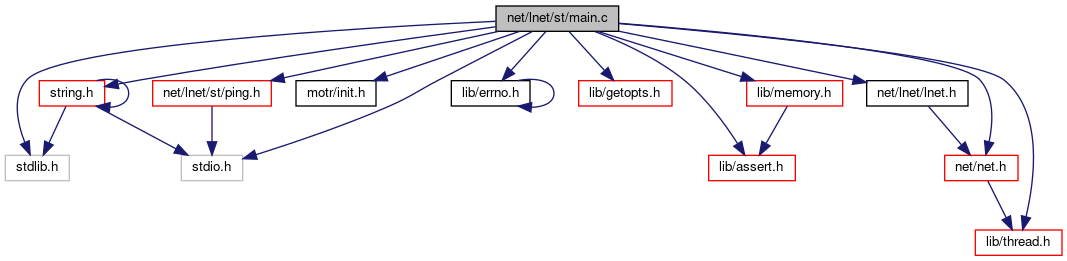 net/lnet/st/main.c
string.h
net/lnet/st/ping.h
motr/init.h
lib/errno.h
lib/getopts.h
lib/memory.h
net/lnet/lnet.h
stdlib.h
stdio.h
lib/assert.h
net/net.h
lib/thread.h